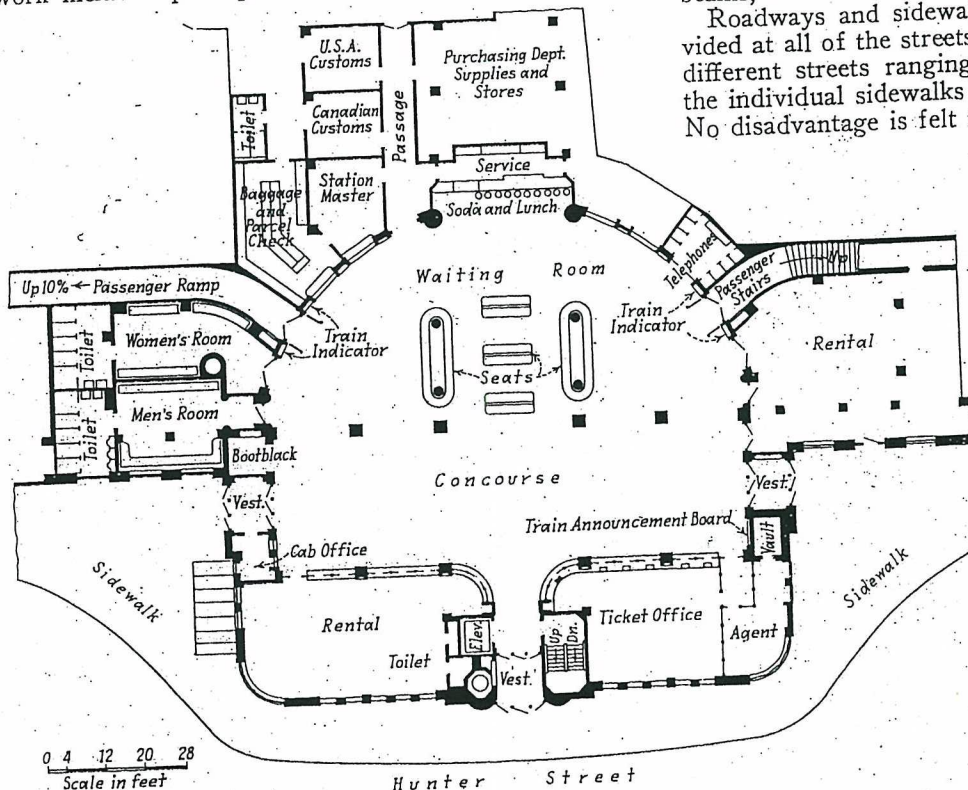 Roadways and sidewa
vided at all of the streets
different streets ranging
the individual sidewalks
No disadvantage is felt
U.S.A.
Customs
Canadian
Customs
Passage
Purchasing Dept.
Supplies and
Stores
Toilet
Service
Station
Master
Soda and Lunch
Baggage
and
Parcel
Check
Telephones
Waiting Room
Up 10% Passenger Ramp
Passenger
Stairs
Up
Train
Indicator
Train
Indicator
Women's Room
Toilet
Rental
Seats
Men's Room
Toilet
Bootblack
Concourse
Vest.
Vest.
Train Announcement Board
Vault
Cab Office
Sidewalk
Sidewalk
Rental
Elev.
Up
Dn.
Ticket Office
Agent
Toilet
Vest.
0 4 12 20 28
Scale in feet
Hunter Street